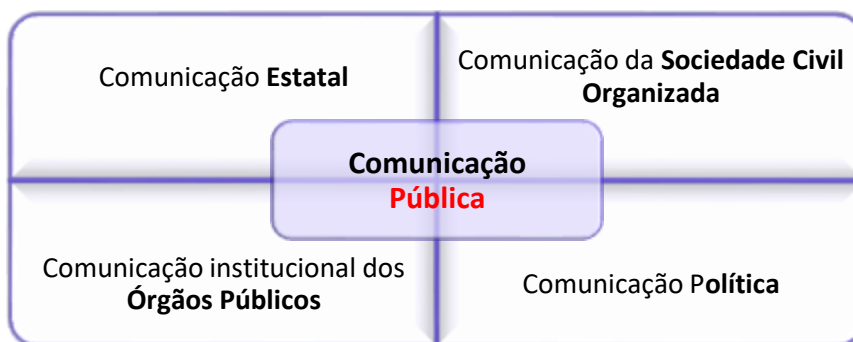 Comunicação Estatal
Comunicação da Sociedade Civil
Organizada
Comunicação
Pública
Comunicação institucional dos
Órgãos Públicos
Comunicação Política